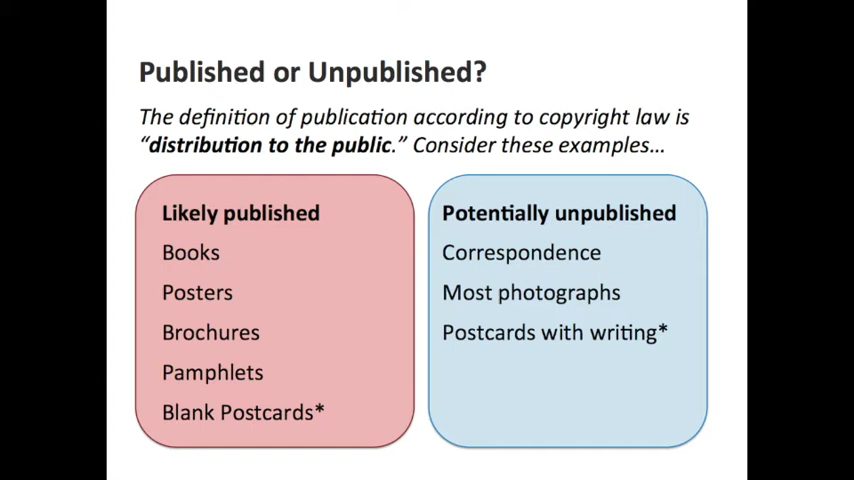 Published or Unpublished?
The definition of publication according to copyright law is
“distribution to the public.” Consider these examples…
Likely published
Books
Posters
Brochures
Pamphlets
Blank Postcards*
Potentially unpublished
Correspondence
Most photographs
Postcards with writing*